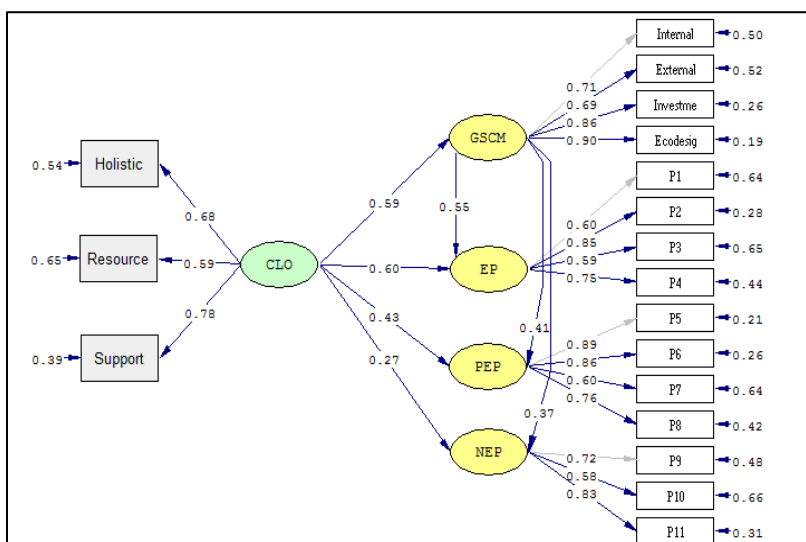 Internal
0.50
External
0.52
Investme
0.26
Ecodesig
0.19
0.71
0.69
0.86
0.90
GSCM
0.54
Holistic
0.68
0.65
Resource
0.59
0.39
Support
0.78
CLO
0.59
0.55
0.60
0.43
0.27
EP
P1
0.64
P2
0.28
P3
0.65
P4
0.44
0.60
0.85
0.59
0.75
0.41
PEP
P5
0.21
P6
0.26
P7
0.64
P8
0.42
0.89
0.86
0.60
0.76
0.37
NEP
P9
0.48
P10
0.66
P11
0.31
0.72
0.58
0.83